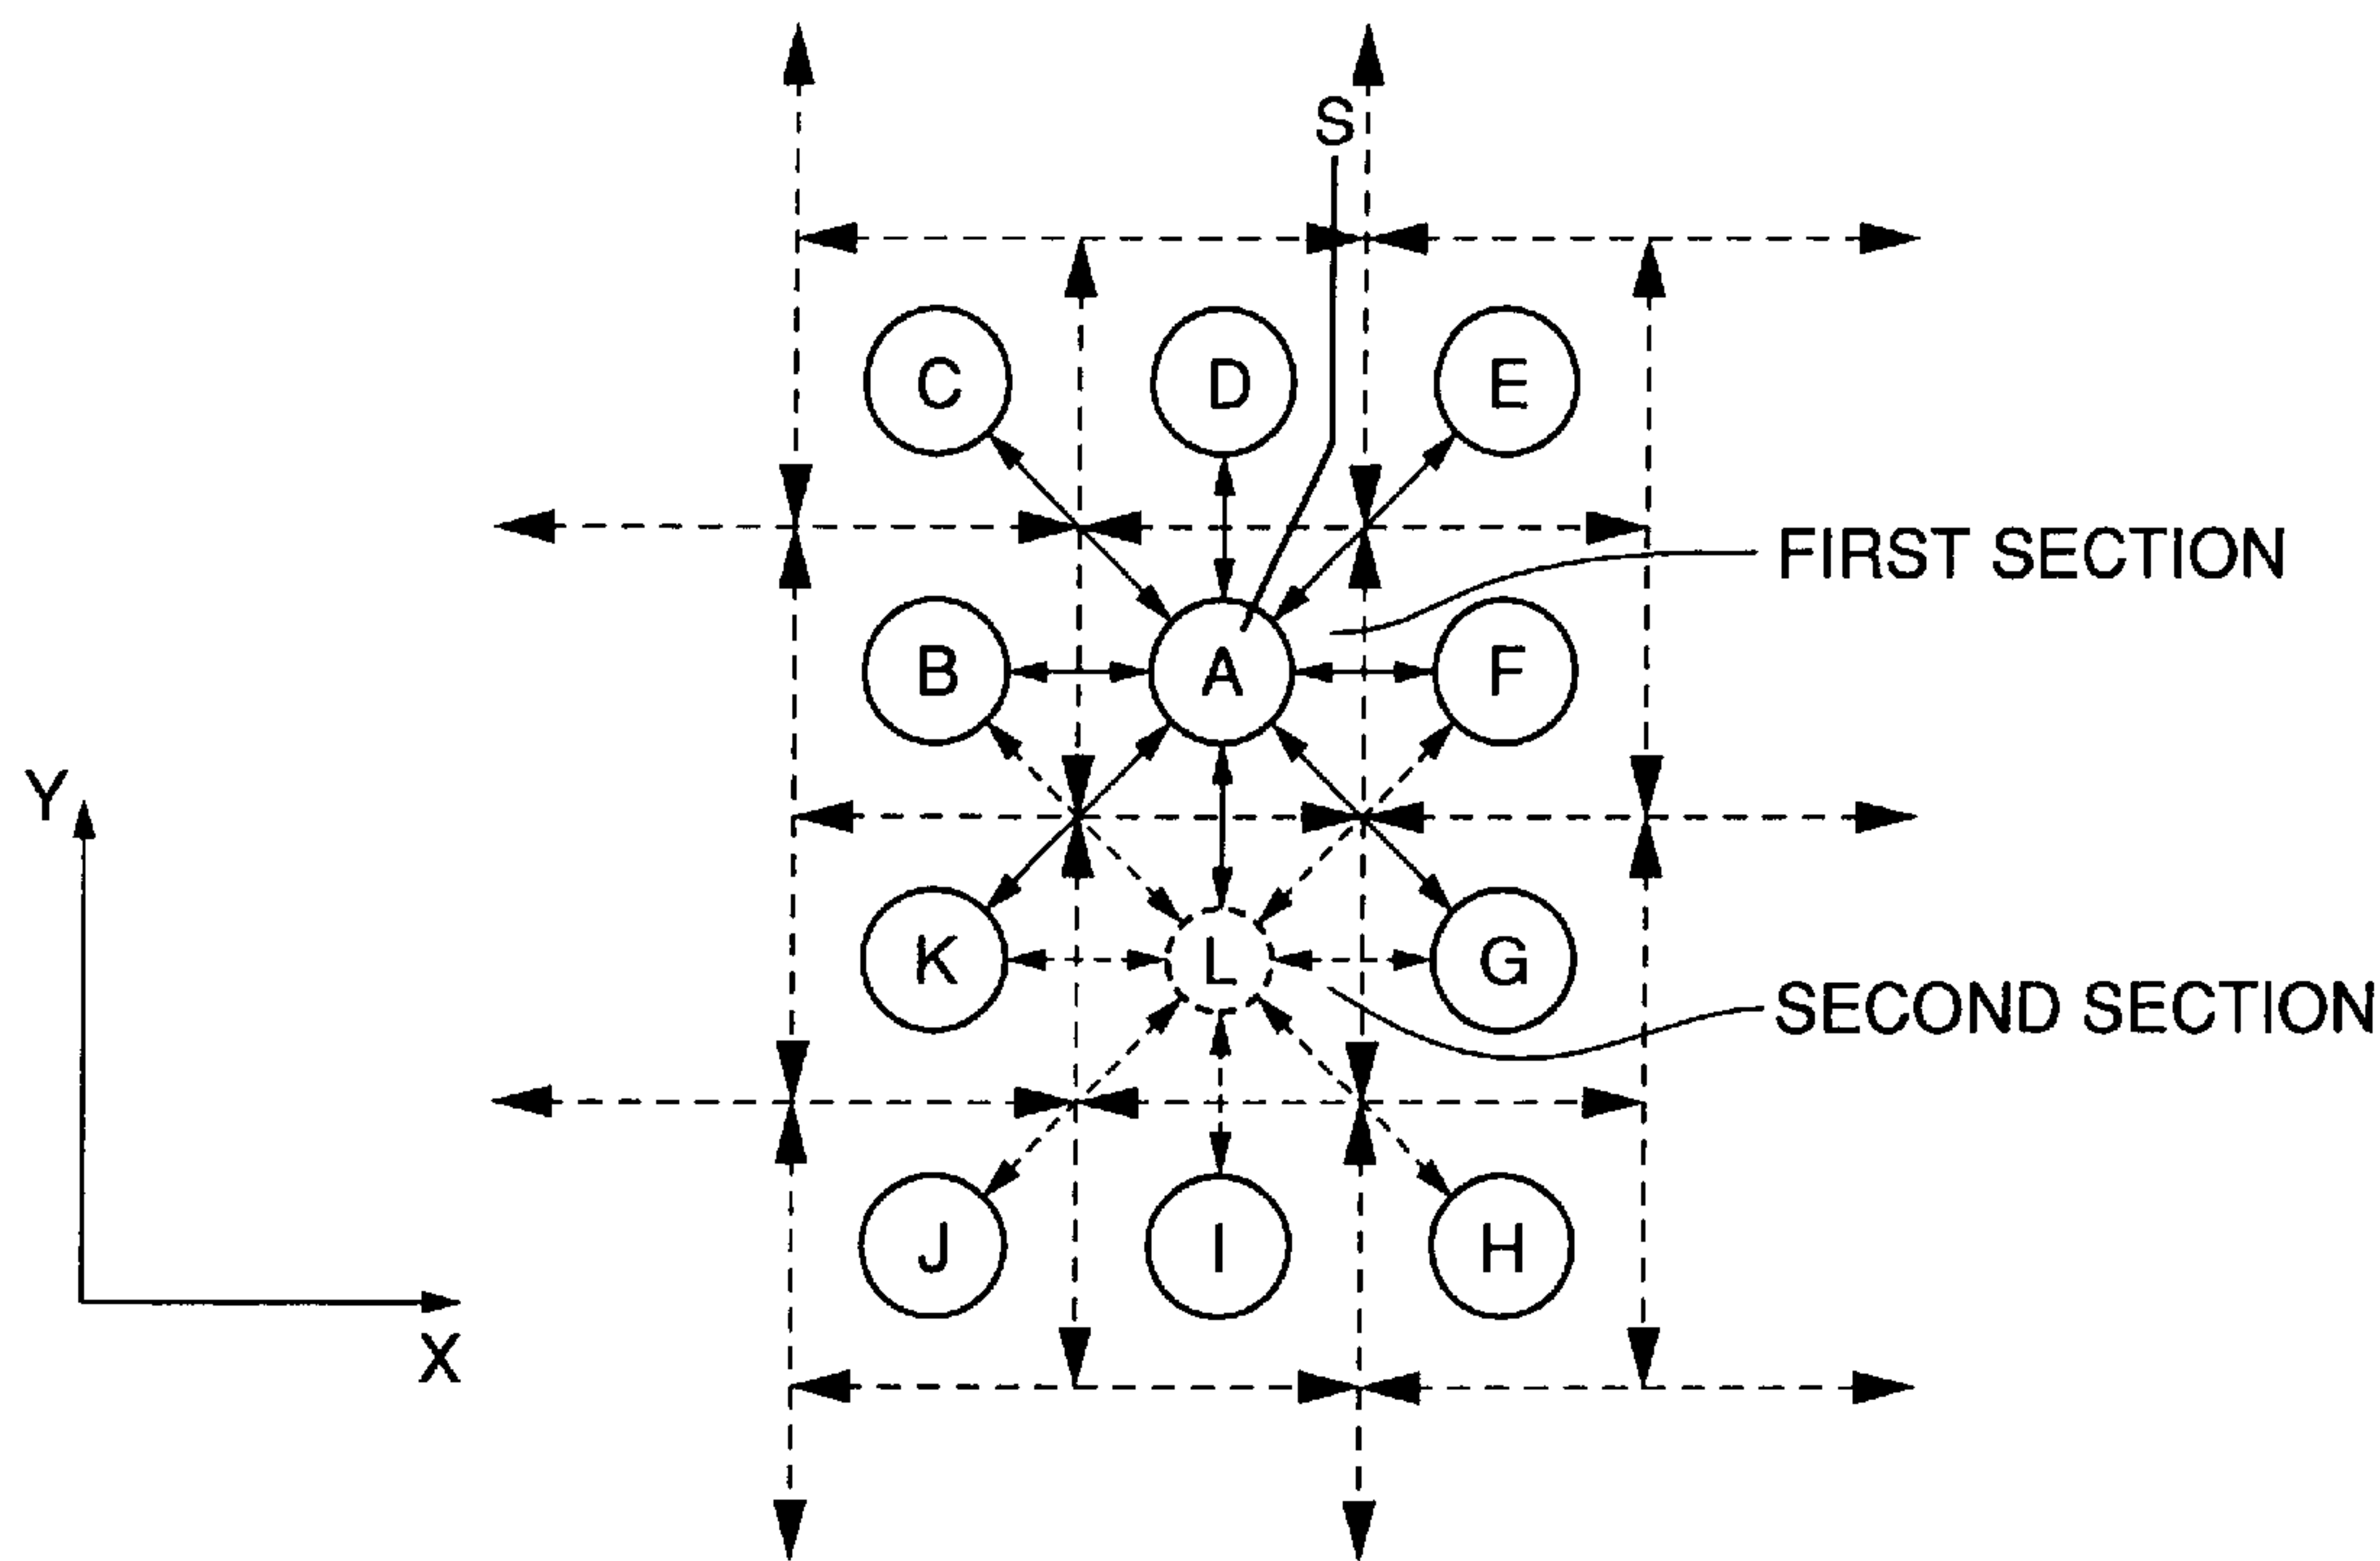 S
C D E
FIRST SECTION
B A F
Y
K L G
SECOND SECTION
J I H
X